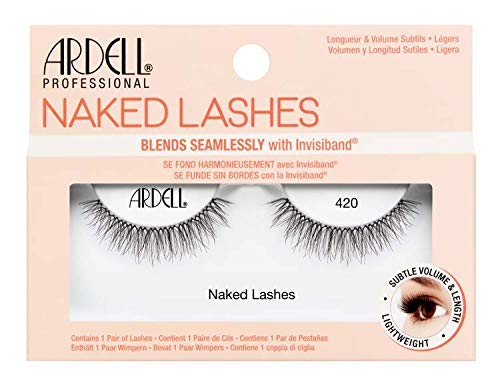 ARDELL®
PROFESSIONAL
Longueur & Volume Subtils • Légers
Volumen y Longitud Sutiles • Ligera
NAKED LASHES
BLENDS SEAMLESSLY with Invisiband®
SE FOND HARMONIEUSEMENT avec Invisiband®
SE FUNDE SIN BORDES con la Invisiband®
ARDELL®
420
Naked Lashes
SUBTLE VOLUME & LENGTH
LIGHTWEIGHT
Contains 1 Pair of Lashes • Contient 1 Paire de Cils • Contiene 1 Par de Pestañas
Enthält 1 Paar Wimpern • Bevat 1 Paar Wimpers • Contiene 1 coppia di ciglia